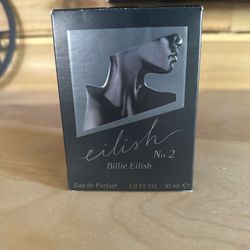 eilish
No. 2
Billie Eilish
Eau de Parfum 1.0 FL. OZ. / 30 mL ℮